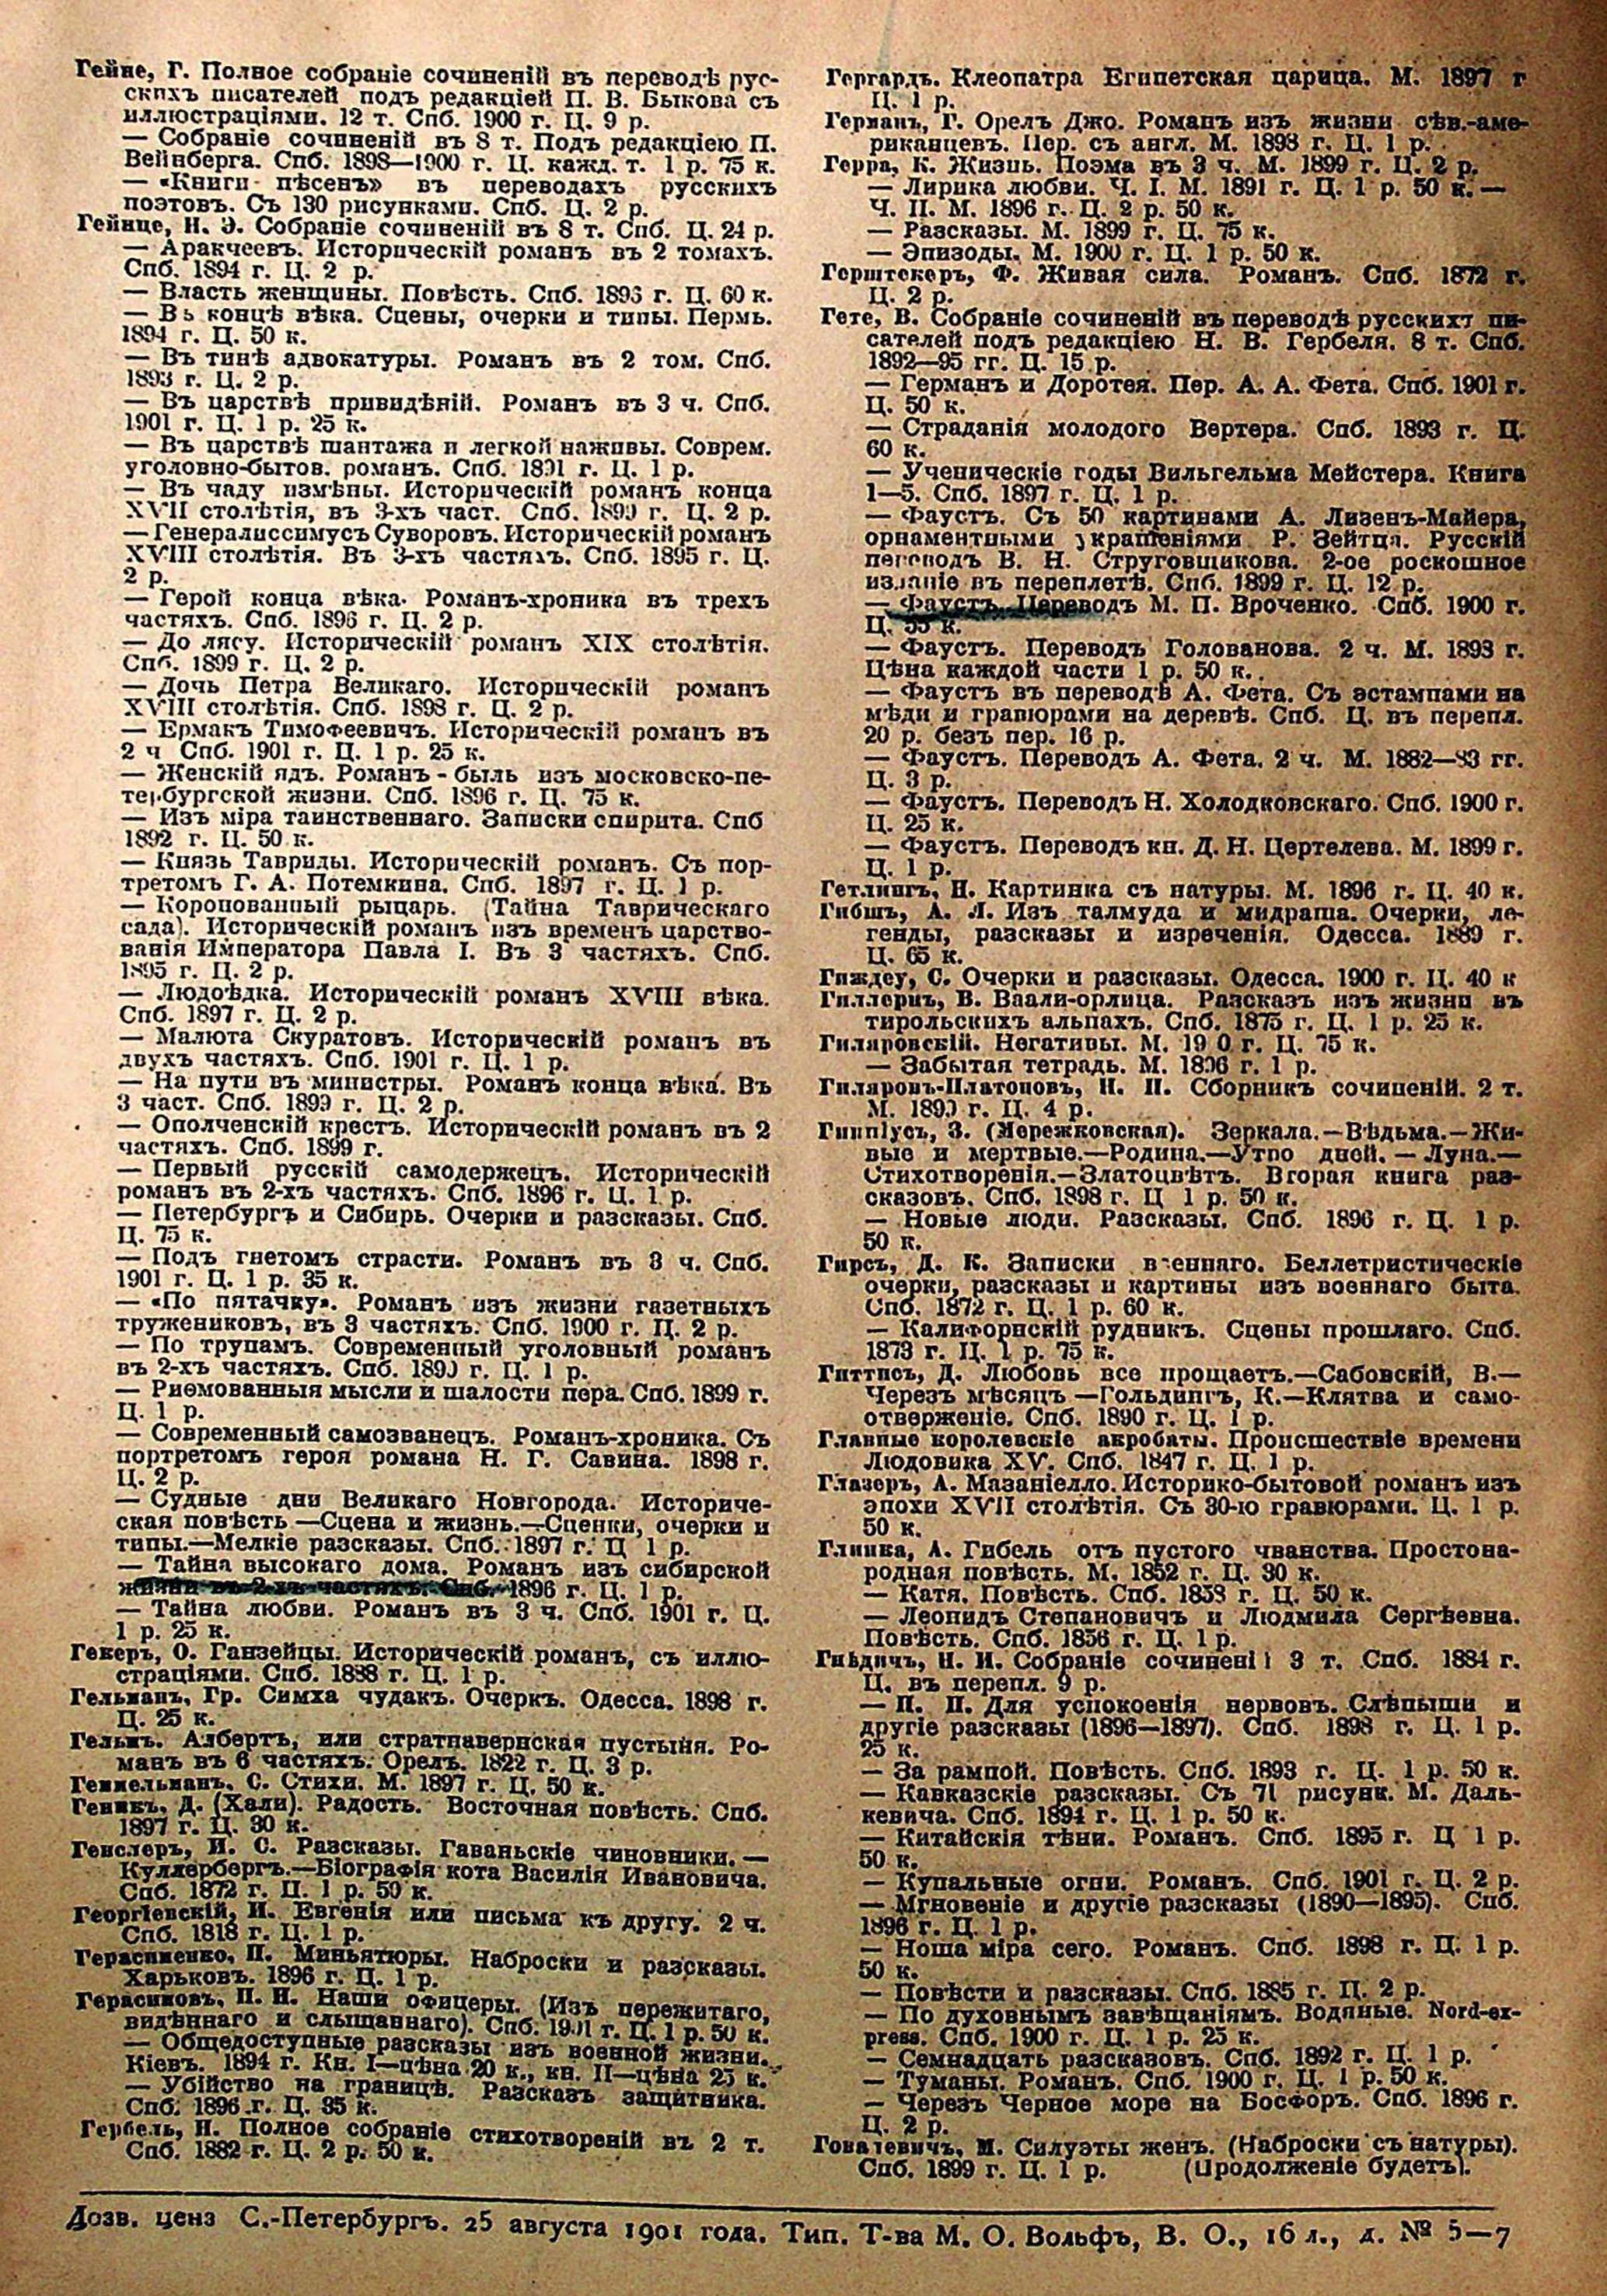 Гейне, Г. Полное собраніе сочиненій въ переводѣ рус-
скихъ писателей подъ редакціей П. В. Быкова съ
иллюстраціями. 12 т. Спб. 1900 г. Ц. 9 р.
— Собраніе сочиненій въ 8 т. Подъ редакціею П.
Вейнберга. Спб. 1898—1900 г. Ц. кажд. т. 1 р. 75 к.
— «Книги пѣсенъ» въ переводахъ русскихъ
поэтовъ. Съ 130 рисунками. Спб. Ц. 2 р.
Гейнце, Н. Э. Собраніе сочиненій въ 8 т. Спб. Ц. 24 р.
— Аракчеевъ. Историческій романъ въ 2 томахъ.
Спб. 1894 г. Ц. 2 р.
— Власть женщины. Повѣсть. Спб. 1893 г. Ц. 60 к.
— Въ концѣ вѣка. Сцены, очерки и типы. Пермь.
1894 г. Ц. 50 к.
— Въ тинѣ адвокатуры. Романъ въ 2 том. Спб.
1893 г. Ц. 2 р.
— Въ царствѣ привидѣній. Романъ въ 3 ч. Спб.
1901 г. Ц. 1 р. 25 к.
— Въ царствѣ шантажа и легкой наживы. Соврем.
уголовно-бытов. романъ. Спб. 1891 г. Ц. 1 р.
— Въ чаду измѣны. Историческій романъ конца
XVII столѣтія, въ 3-хъ част. Спб. 1899 г. Ц. 2 р.
— Генералиссимусъ Суворовъ. Историческій романъ
XVIII столѣтія. Въ 3-хъ частяхъ. Спб. 1895 г. Ц.
2 р.
— Герой конца вѣка. Романъ-хроника въ трехъ
частяхъ. Спб. 1896 г. Ц. 2 р.
— До лясу. Историческій романъ XIX столѣтія.
Спб. 1899 г. Ц. 2 р.
— Дочь Петра Великаго. Историческій романъ
XVIII столѣтія. Спб. 1898 г. Ц. 2 р.
— Ермакъ Тимоѳеевичъ. Историческій романъ въ
2 ч Спб. 1901 г. Ц. 1 р. 25 к.
— Женскій ядъ. Романъ - быль изъ московско-пе-
тербургской жизни. Спб. 1896 г. Ц. 75 к.
— Изъ міра таинственнаго. Записки спирита. Спб
1892 г. Ц. 50 к.
— Князь Тавриды. Историческій романъ. Съ пор-
третомъ Г. А. Потемкина. Спб. 1897 г. Ц. 1 р.
— Коронованный рыцарь. (Тайна Таврическаго
сада). Историческій романъ изъ временъ царство-
ванія Императора Павла I. Въ 3 частяхъ. Спб.
1895 г. Ц. 2 р.
— Людоѣдка. Историческій романъ XVIII вѣка.
Спб. 1897 г. Ц. 2 р.
— Малюта Скуратовъ. Историческій романъ въ
двухъ частяхъ. Спб. 1901 г. Ц. 1 р.
— На пути въ министры. Романъ конца вѣка. Въ
3 част. Спб. 1899 г. Ц. 2 р.
— Ополченскій крестъ. Историческій романъ въ 2
частяхъ. Спб. 1899 г.
— Первый русскій самодержецъ. Историческій
романъ въ 2-хъ частяхъ. Спб. 1896 г. Ц. 1 р.
— Петербургъ и Сибирь. Очерки и разсказы. Спб.
Ц. 75 к.
— Подъ гнетомъ страсти. Романъ въ 3 ч. Спб.
1901 г. Ц. 1 р. 35 к.
— «По пятачку». Романъ изъ жизни газетныхъ
тружениковъ, въ 3 частяхъ. Спб. 1900 г. Ц. 2 р.
— По трупамъ. Современный уголовный романъ
въ 2-хъ частяхъ. Спб. г. Ц. 1 р.
— Риѳмованныя мысли и шалости пера. Спб. 1899 г.
Ц. 1 р.
— Современный самозванецъ. Романъ-хроника. Съ
портретомъ героя романа Н. Г. Савина. 1898 г.
Ц. 2 р.
— Судные дни Великаго Новгорода. Историче-
ская повѣсть—Сцена и жизнь.—Сценки, очерки и
типы.—Мелкіе разсказы. Спб. 1897 г. Ц 1 р.
— Тайна высокаго дома. Романъ изъ сибирской
жизни въ 2-хъ частяхъ. Спб. 1896 г. Ц. 1 р.
— Тайна любви. Романъ въ 3 ч. Спб. 1901 г. Ц.
1 р. 25 к.
Гекеръ, О. Ганзейцы. Историческій романъ, съ иллю-
страціями. Спб. 1888 г. Ц. 1 р.
Гельманъ, Гр. Симха чудакъ. Очеркъ. Одесса. 1898 г.
Ц. 25 к.
Гельмъ. Албертъ, или стратнавернская пустыня. Ро-
манъ въ 6 частяхъ. Орелъ. 1822 г. Ц. 3 р.
Геммельманъ, С. Стихи. М. 1897 г. Ц. 50 к.
Геникъ, Д. (Хали). Радость. Восточная повѣсть. Спб.
1897 г. Ц. 30 к.
Генслеръ, И. С. Разсказы. Гаваньскіе чиновники. —
Куллербергъ.—Біографія кота Василія Ивановича.
Спб. 1872 г. Ц. 1 р. 50 к.
Георгіевскій, И. Евгенія или письма къ другу. 2 ч.
Спб. 1818 г. Ц. 1 р.
Герасименко, П. Миньятюры. Наброски и разсказы.
Харьковъ. 1896 г. Ц. 1 р.
Герасимовъ, П. И. Наши офицеры. (Изъ пережитаго,
видѣннаго и слышаннаго). Спб. 1901 г. Ц. 1 р. 50 к.
— Общедоступные разсказы изъ военной жизни.
Кіевъ. 1894 г. Кн. I—цѣна 20 к., кн. II—цѣна 25 к.
— Убійство на границѣ. Разсказъ защитника.
Спб. 1896 г. Ц. 35 к.
Гербель, Н. Полное собраніе стихотвореній въ 2 т.
Спб. 1882 г. Ц. 2 р. 50 к.
Гергардъ. Клеопатра Египетская царица. М. 1897 г
Ц. 1 р.
Германъ, Г. Орелъ Джо. Романъ изъ жизни сѣв.-аме-
риканцевъ. Пер. съ англ. М. 1898 г. Ц. 1 р.
Герра, К. Жизнь. Поэма въ 3 ч. М. 1899 г. Ц. 2 р.
— Лирика любви. Ч. I. М. 1891 г. Ц. 1 р. 50 к. —
Ч. II. М. 1896 г. Ц. 2 р. 50 к.
— Разсказы. М. 1899 г. Ц. 75 к.
— Эпизоды. М. 1900 г. Ц. 1 р. 50 к.
Герштекеръ, Ф. Живая сила. Романъ. Спб. 1872 г.
Ц. 2 р.
Гете, В. Собраніе сочиненій въ переводѣ русскихъ пи-
сателей подъ редакціею Н. В. Гербеля. 8 т. Спб.
1892—95 гг. Ц. 15 р.
— Германъ и Доротея. Пер. А. А. Фета. Спб. 1901 г.
Ц. 50 к.
— Страданія молодого Вертера. Спб. 1893 г. Ц.
60 к.
— Ученическіе годы Вильгельма Мейстера. Книга
1—5. Спб. 1897 г. Ц. 1 р.
— Фаустъ. Съ 50 картинами А. Лизенъ-Майера,
орнаментными украшеніями Р. Зейтца. Русскій
переводъ В. Н. Струговщикова. 2-ое роскошное
изданіе въ переплетѣ. Спб. 1899 г. Ц. 12 р.
— Фаустъ. Переводъ М. П. Вроченко. Спб. 1900 г.
Ц. 35 к.
— Фаустъ. Переводъ Голованова. 2 ч. М. 1893 г.
Цѣна каждой части 1 р. 50 к.
— Фаустъ въ переводѣ А. Фета. Съ эстампами на
мѣди и гравюрами на деревѣ. Спб. Ц. въ перепл.
20 р. безъ пер. 16 р.
— Фаустъ. Переводъ А. Фета. 2 ч. М. 1882—83 гг.
Ц. 3 р.
— Фаустъ. Переводъ Н. Холодковскаго. Спб. 1900 г.
Ц. 25 к.
— Фаустъ. Переводъ кн. Д. Н. Цертелева. М. 1899 г.
Ц. 1 р.
Гетлингъ, Н. Картинка съ натуры. М. 1896 г. Ц. 40 к.
Гибшъ, А. Л. Изъ талмуда и мидраша. Очерки, ле-
генды, разсказы и изреченія. Одесса. 1889 г.
Ц. 65 к.
Гиждеу, С. Очерки и разсказы. Одесса. 1900 г. Ц. 40 к
Гиллернъ, В. Ваали-орлица. Разсказъ изъ жизни въ
тирольскихъ альпахъ. Спб. 1875 г. Ц. 1 р. 25 к.
Гиляровскій. Негативы. М. 19 0 г. Ц. 75 к.
— Забытая тетрадь. М. 1896 г. 1 р.
Гиляровъ-Платоновъ, Н. П. Сборникъ сочиненій. 2 т.
М. г. Ц. 4 р.
Гиппіусъ, З. (Мережковская). Зеркала.—Вѣдьма.—Жи-
вые и мертвые.—Родина.—Утро дней. — Луна.—
Стихотворенія.—Златоцвѣтъ. Вторая книга раз-
сказовъ. Спб. 1898 г. Ц 1 р. 50 к.
— Новые люди. Разсказы. Спб. 1896 г. Ц. 1 р.
50 к.
Гирсъ, Д. К. Записки военнаго. Беллетристическіе
очерки, разсказы и картины изъ военнаго быта.
Спб. 1872 г. Ц. 1 р. 60 к.
— Калифорнскій рудникъ. Сцены прошлаго. Спб.
1873 г. Ц. 1 р. 75 к.
Гиттисъ, Д. Любовь все прощаетъ.—Сабовскій, В.—
Черезъ мѣсяцъ —Гольдингъ, К.—Клятва и само-
отверженіе. Спб. 1890 г. Ц. 1 р.
Главные королевскіе акробаты. Происшествіе времени
Людовика XV. Спб. 1847 г. Ц. 1 р.
Глазеръ, А. Мазаніелло. Историко-бытовой романъ изъ
эпохи XVII столѣтія. Съ 30-ю гравюрами. Ц. 1 р.
50 к.
Глинка, А. Гибель отъ пустого чванства. Простона-
родная повѣсть. М. 1852 г. Ц. 30 к.
— Катя. Повѣсть. Спб. 1858 г. Ц. 50 к.
— Леонидъ Степановичъ и Людмила Сергѣевна.
Повѣсть. Спб. 1856 г. Ц. 1 р.
Гнѣдичъ, Н. И. Собраніе сочиненій 3 т. Спб. 1884 г.
Ц. въ перепл. 9 р.
— П. П. Для успокоенія нервовъ. Слѣпыши и
другіе разсказы (1896—1897). Спб. 1898 г. Ц. 1 р.
25 к.
— За рампой. Повѣсть. Спб. 1893 г. Ц. 1 р. 50 к.
— Кавказскіе разсказы. Съ 71 рисунк. М. Даль-
кевича. Спб. 1894 г. Ц. 1 р. 50 к.
— Китайскія тѣни. Романъ. Спб. 1895 г. Ц 1 р.
50 к.
— Купальные огни. Романъ. Спб. 1901 г. Ц. 2 р.
— Мгновеніе и другіе разсказы (1890—1895). Спб.
1896 г. Ц. 1 р.
— Ноша міра сего. Романъ. Спб. 1898 г. Ц. 1 р.
50 к.
— Повѣсти и разсказы. Спб. 1885 г. Ц. 2 р.
— По духовнымъ завѣщаніямъ. Водяные. Nord-ex-
press. Спб. 1900 г. Ц. 1 р. 25 к.
— Семнадцать разсказовъ. Спб. 1892 г. Ц. 1 р.
— Туманы. Романъ. Спб. 1900 г. Ц. 1 р. 50 к.
— Черезъ Черное море на Босфоръ. Спб. 1896 г.
Ц. 2 р.
Говалевичъ, М. Силуэты женъ. (Наброски съ натуры).
Спб. 1899 г. Ц. 1 р. (Продолженіе будетъ).
Дозв. ценз С.-Петербургъ. 25 августа 1901 года. Тип. Т-ва М. О. Вольфъ, В. О., 16 л., д. № 5—7